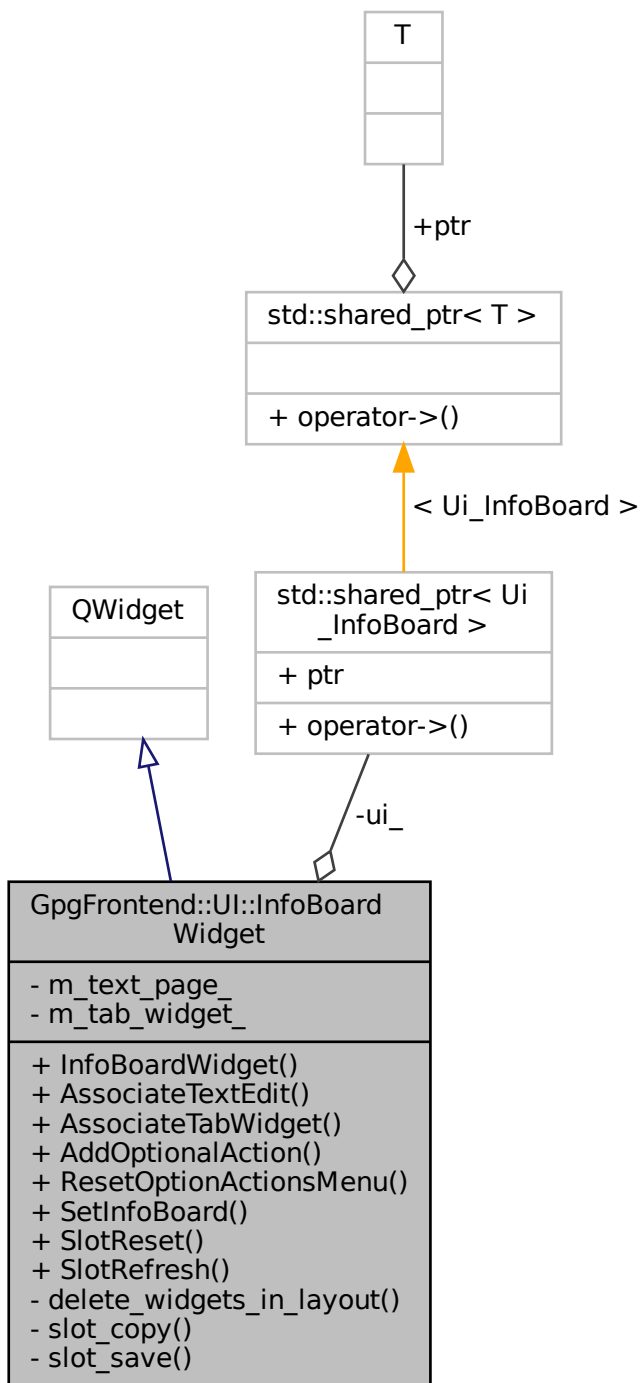 T
+ptr
std::shared_ptr< T >
+ operator->()
< Ui_InfoBoard >
QWidget
std::shared_ptr< Ui
_InfoBoard >
+ ptr
+ operator->()
-ui_
GpgFrontend::UI::InfoBoard
Widget
- m_text_page_
- m_tab_widget_
+ InfoBoardWidget()
+ AssociateTextEdit()
+ AssociateTabWidget()
+ AddOptionalAction()
+ ResetOptionActionsMenu()
+ SetInfoBoard()
+ SlotReset()
+ SlotRefresh()
- delete_widgets_in_layout()
- slot_copy()
- slot_save()